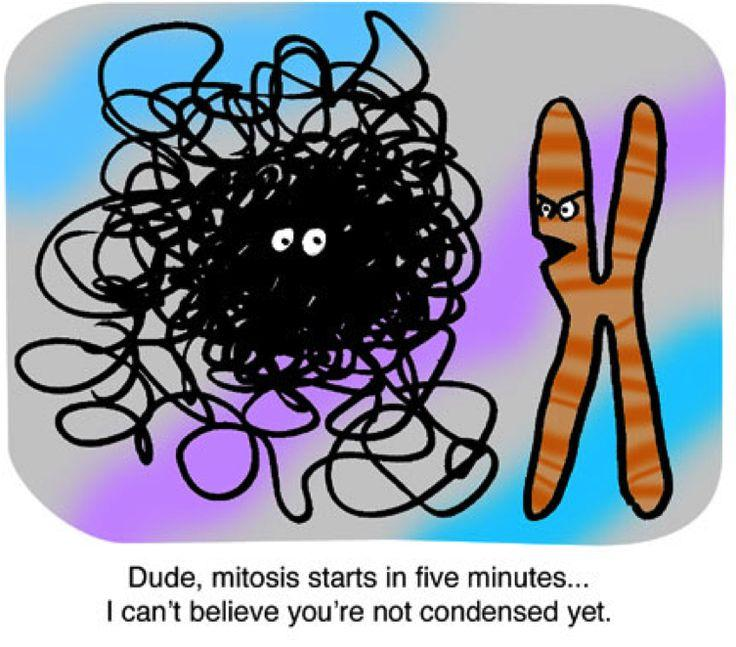 Dude, mitosis starts in five minutes...
I can't believe you're not condensed yet.